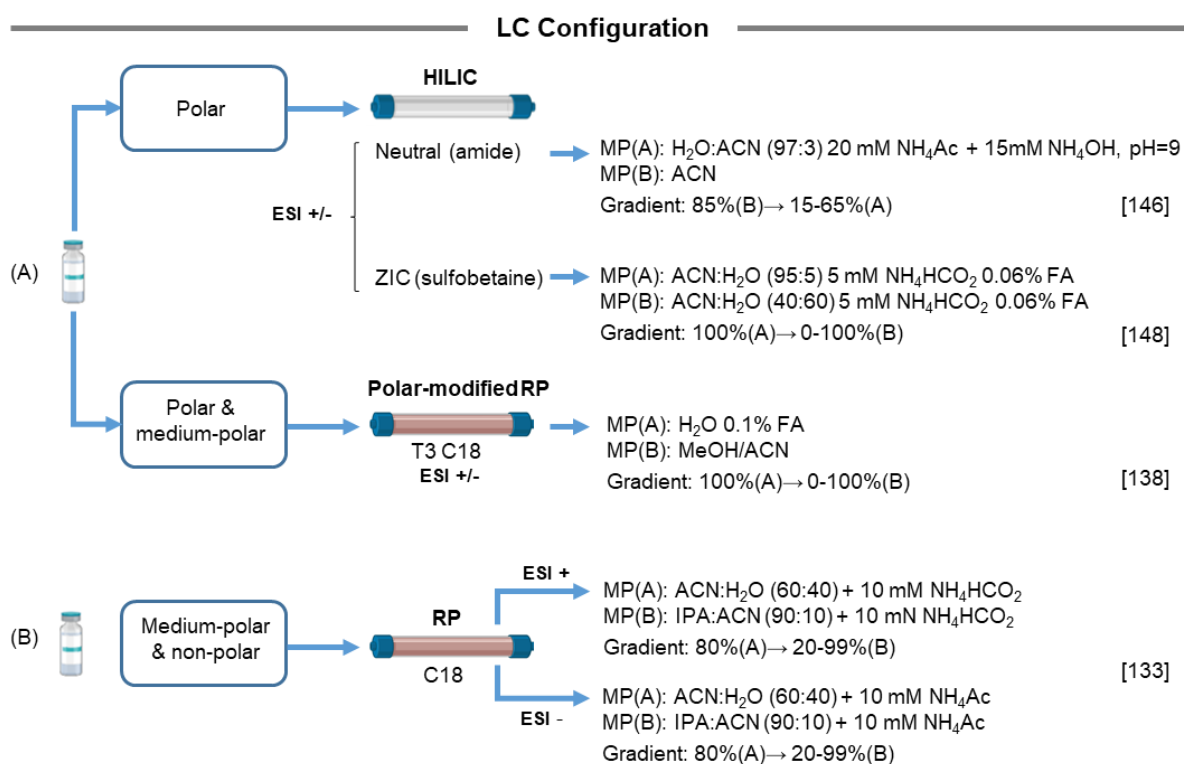 LC Configuration
(A)
Polar
HILIC
ESI +/-
Neutral (amide)
MP(A): H₂O:ACN (97:3) 20 mM NH₄Ac + 15mM NH₄OH, pH=9
MP(B): ACN
Gradient: 85%(B)→ 15-65%(A)
[146]
ZIC (sulfobetaine)
MP(A): ACN:H₂O (95:5) 5 mM NH₄HCO₂ 0.06% FA
MP(B): ACN:H₂O (40:60) 5 mM NH₄HCO₂ 0.06% FA
Gradient: 100%(A)→ 0-100%(B)
[148]
Polar &
medium-polar
Polar-modified RP
T3 C18
ESI +/-
MP(A): H₂O 0.1% FA
MP(B): MeOH/ACN
Gradient: 100%(A)→ 0-100%(B)
[138]
(B)
Medium-polar
& non-polar
RP
C18
ESI +
MP(A): ACN:H₂O (60:40) + 10 mM NH₄HCO₂
MP(B): IPA:ACN (90:10) + 10 mN NH₄HCO₂
Gradient: 80%(A)→ 20-99%(B)
[133]
ESI -
MP(A): ACN:H₂O (60:40) + 10 mM NH₄Ac
MP(B): IPA:ACN (90:10) + 10 mM NH₄Ac
Gradient: 80%(A)→ 20-99%(B)